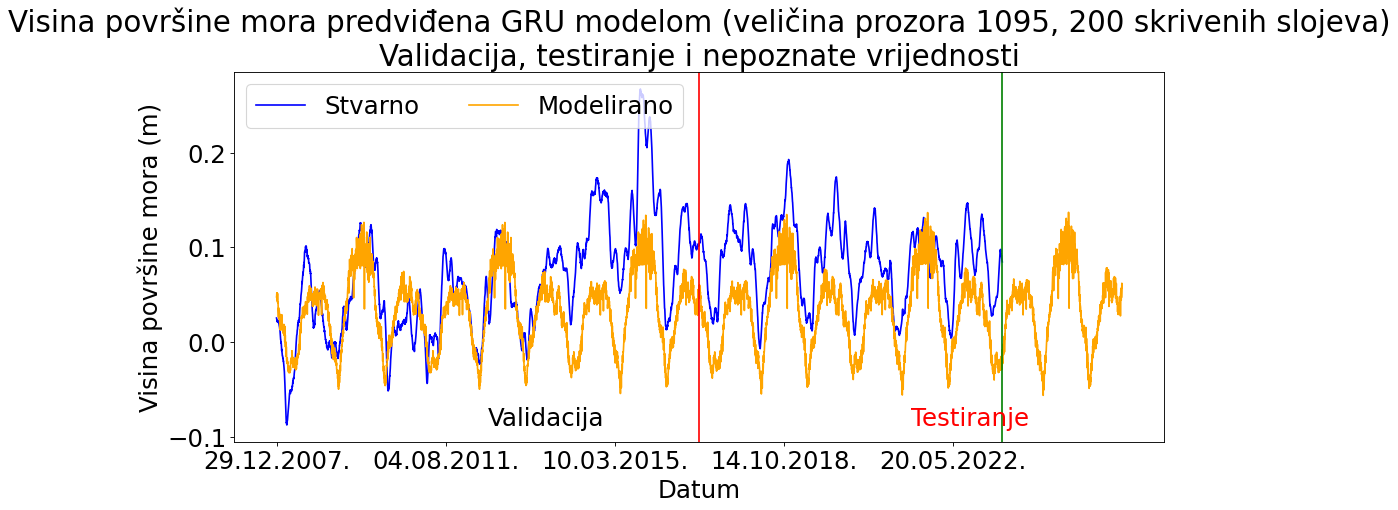 Visina površine mora predviđena GRU modelom (veličina prozora 1095, 200 skrivenih slojeva)
Validacija, testiranje i nepoznate vrijednosti
Stvarno Modelirano
Visina površine mora (m)
0.2
0.1
0.0
−0.1
Validacija Testiranje
29.12.2007. 04.08.2011. 10.03.2015. 14.10.2018. 20.05.2022.
Datum